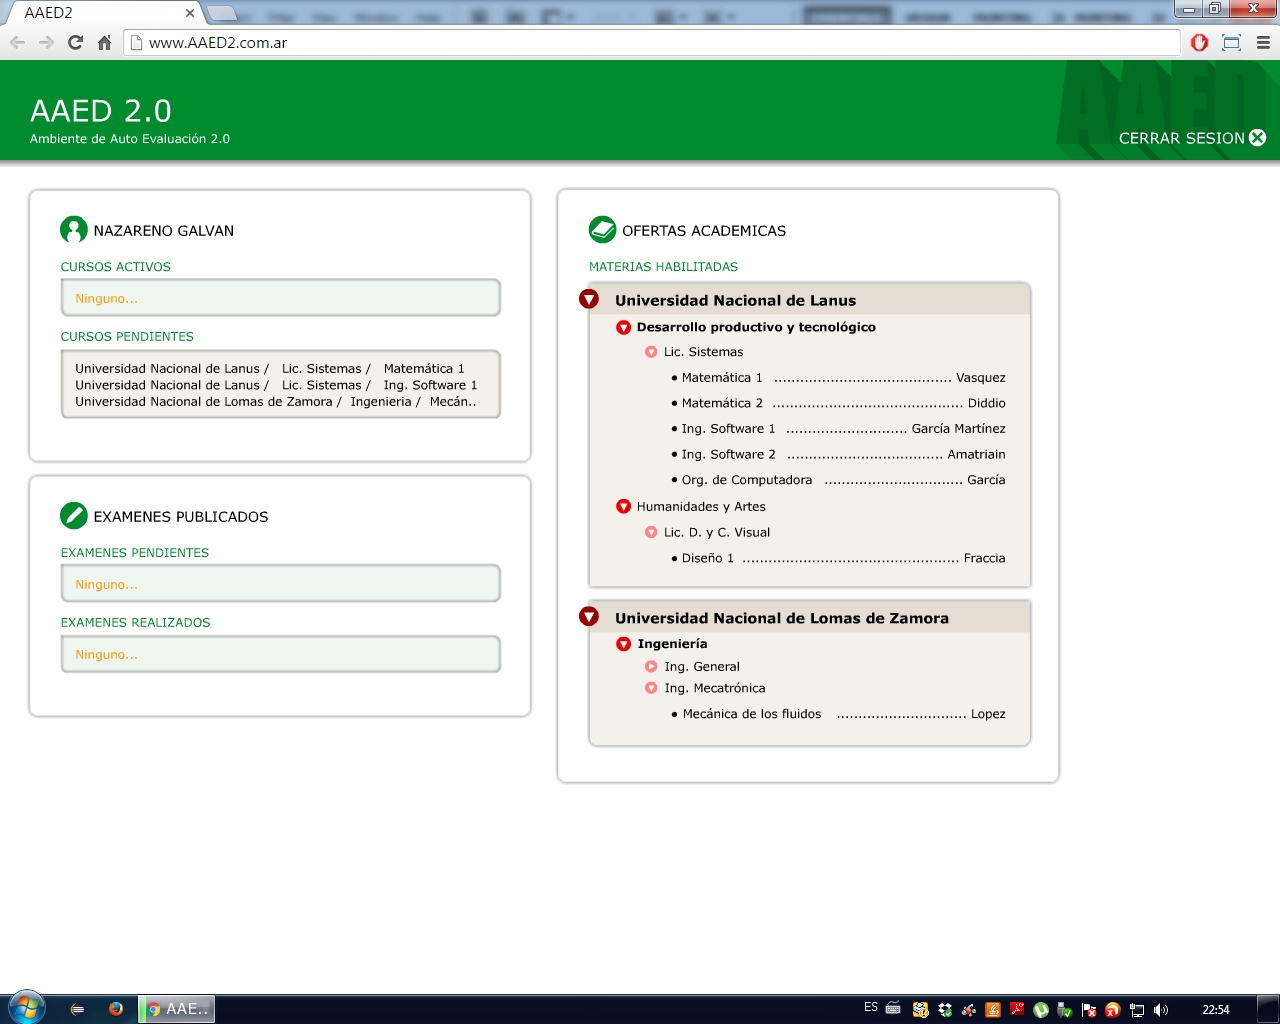 AAED2
www.AAED2.com.ar
AAED 2.0
Ambiente de Auto Evaluación 2.0
AAED
CERRAR SESION
NAZARENO GALVAN
CURSOS ACTIVOS
Ninguno...
CURSOS PENDIENTES
Universidad Nacional de Lanus / Lic. Sistemas / Matemática 1
Universidad Nacional de Lanus / Lic. Sistemas / Ing. Software 1
Universidad Nacional de Lomas de Zamora / Ingenieria / Mecán..
EXAMENES PUBLICADOS
EXAMENES PENDIENTES
Ninguno...
EXAMENES REALIZADOS
Ninguno...
OFERTAS ACADEMICAS
MATERIAS HABILITADAS
Universidad Nacional de Lanus
Desarrollo productivo y tecnológico
Lic. Sistemas
• Matemática 1 ......................................... Vasquez
• Matemática 2 ............................................ Diddio
• Ing. Software 1 ............................ García Martínez
• Ing. Software 2 .................................... Amatriain
• Org. de Computadora ................................ García
Humanidades y Artes
Lic. D. y C. Visual
• Diseño 1 .................................................. Fraccia
Universidad Nacional de Lomas de Zamora
Ingeniería
Ing. General
Ing. Mecatrónica
• Mecánica de los fluidos .............................. Lopez
AAE..
ES
22:54